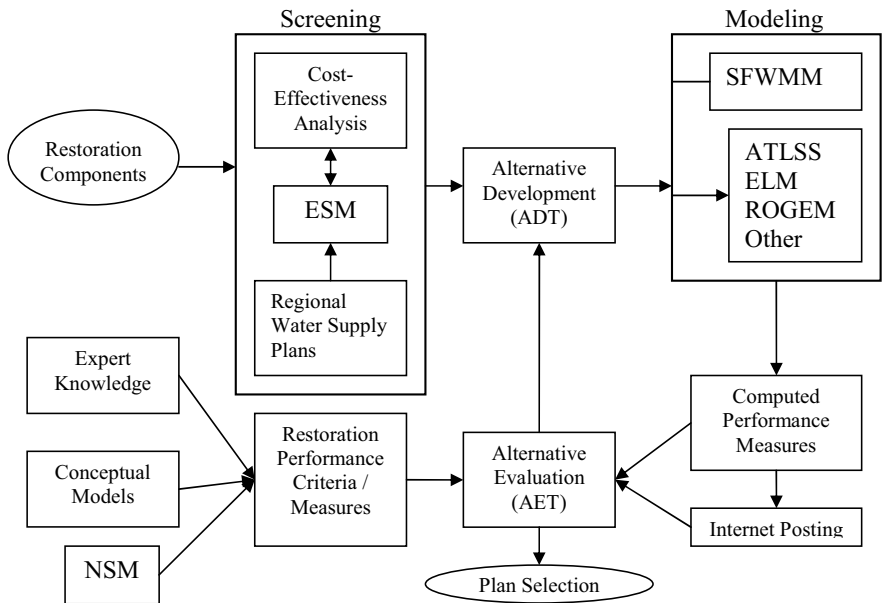 Screening
Modeling
Cost-
Effectiveness
Analysis
ESM
Regional
Water Supply
Plans
Restoration
Components
Alternative
Development
(ADT)
SFWMM
ATLSS
ELM
ROGEM
Other
Expert
Knowledge
Conceptual
Models
NSM
Restoration
Performance
Criteria /
Measures
Alternative
Evaluation
(AET)
Computed
Performance
Measures
Internet Posting
Plan Selection